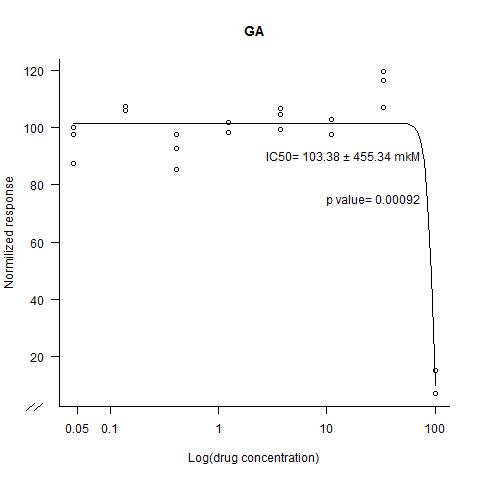 GA
120
100
80
60
40
20
Normilized response
IC50= 103.38 ± 455.34 mkM
p value= 0.00092
0.05 0.1 1 10 100
Log(drug concentration)